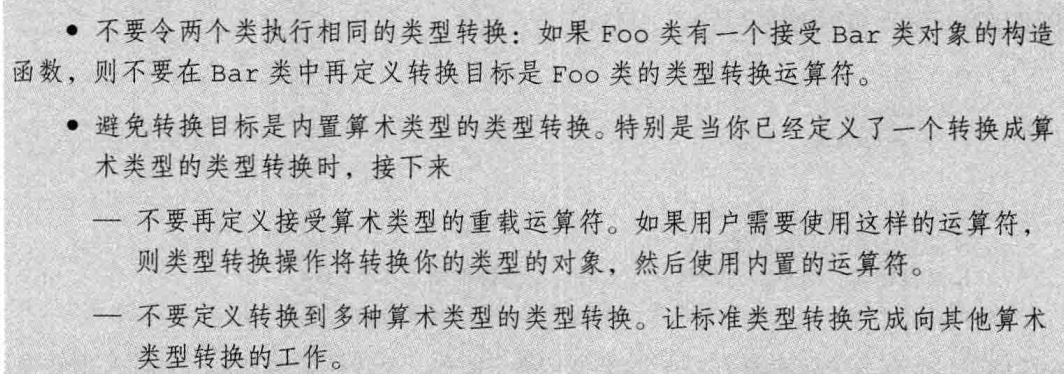 • 不要令两个类执行相同的类型转换：如果 Foo 类有一个接受 Bar 类对象的构造
函数，则不要在 Bar 类中再定义转换目标是 Foo 类的类型转换运算符。
• 避免转换目标是内置算术类型的类型转换。特别是当你已经定义了一个转换成算
术类型的类型转换时，接下来
— 不要再定义接受算术类型的重载运算符。如果用户需要使用这样的运算符，
则类型转换操作将转换你的类型的对象，然后使用内置的运算符。
— 不要定义转换到多种算术类型的类型转换。让标准类型转换完成向其他算术
类型转换的工作。